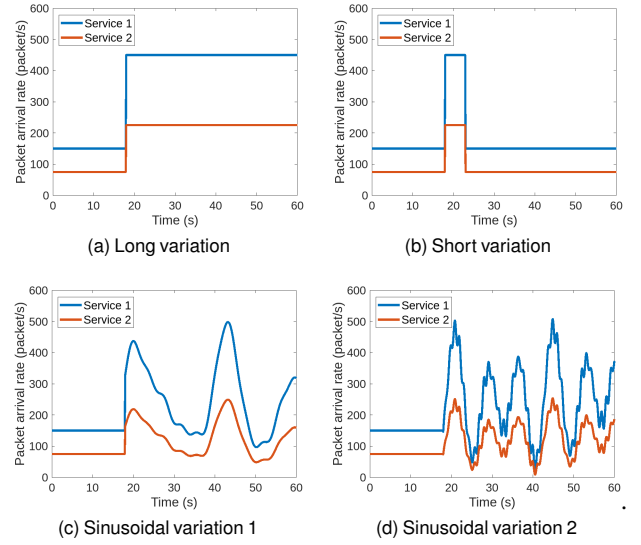 600
500
400
300
200
100
0
Packet arrival rate (packet/s)
Service 1
Service 2
0 10 20 30 40 50 60
Time (s)
(a) Long variation
600
500
400
300
200
100
0
Packet arrival rate (packet/s)
Service 1
Service 2
0 10 20 30 40 50 60
Time (s)
(b) Short variation
600
500
400
300
200
100
0
Packet arrival rate (packet/s)
Service 1
Service 2
0 10 20 30 40 50 60
Time (s)
(c) Sinusoidal variation 1
600
500
400
300
200
100
0
Packet arrival rate (packet/s)
Service 1
Service 2
0 10 20 30 40 50 60
Time (s)
(d) Sinusoidal variation 2
.